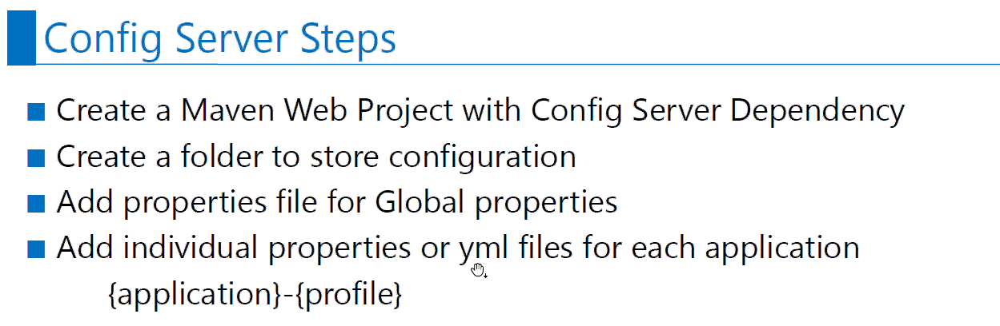 Config Server Steps
Create a Maven Web Project with Config Server Dependency
Create a folder to store configuration
Add properties file for Global properties
Add individual properties or yml files for each application
{application}-{profile}